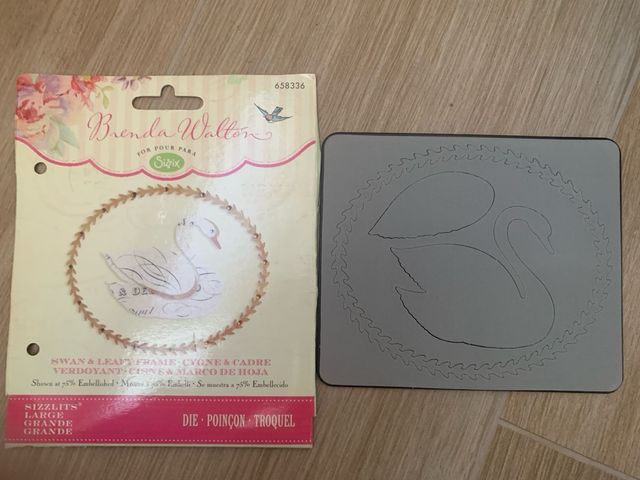 658336
Brenda Walton
FOR POUR PARA
Sizzix
& DE
SWAN & LEAFY FRAME · CYGNE & CADRE
VERDOYANT · CISNE & MARCO DE HOJA
Shown at 75% Embellished · Montré à 75% Embelli · Se muestra a 75% Embellecido
SIZZLITS®
LARGE
GRANDE
GRANDE
DIE · POINÇON · TROQUEL